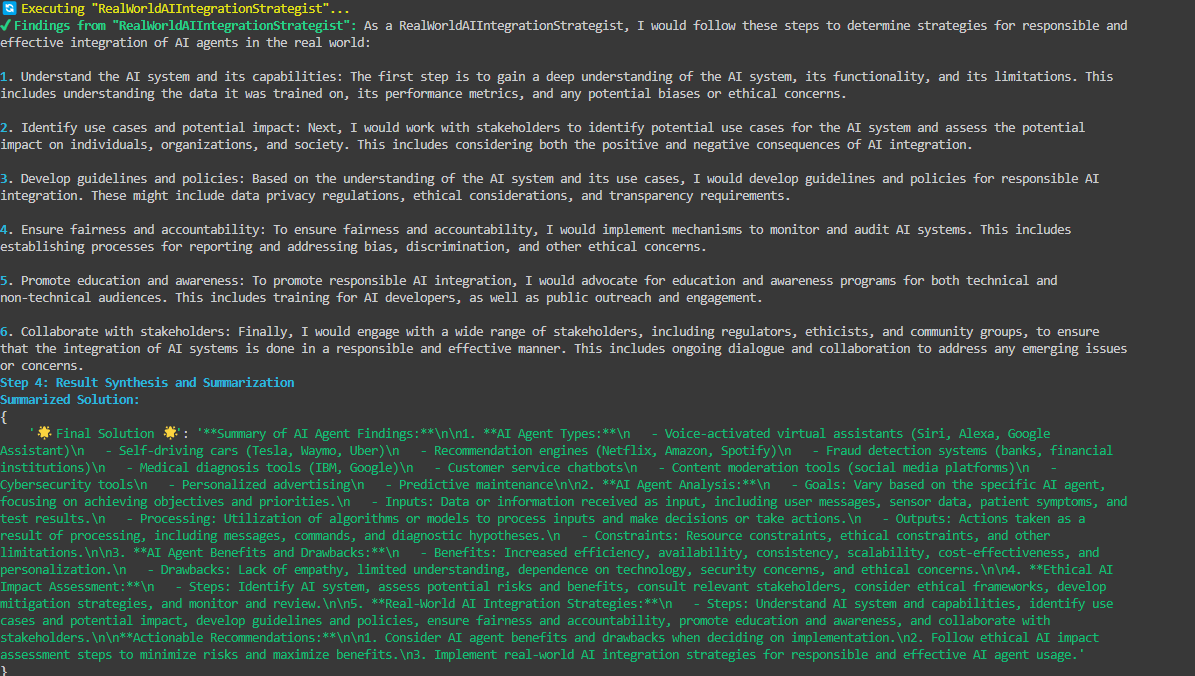 🔄 Executing "RealWorldAIIntegrationStrategist"...
✔ Findings from "RealWorldAIIntegrationStrategist": As a RealWorldAIIntegrationStrategist, I would follow these steps to determine strategies for responsible and
effective integration of AI agents in the real world:

1. Understand the AI system and its capabilities: The first step is to gain a deep understanding of the AI system, its functionality, and its limitations. This
includes understanding the data it was trained on, its performance metrics, and any potential biases or ethical concerns.

2. Identify use cases and potential impact: Next, I would work with stakeholders to identify potential use cases for the AI system and assess the potential
impact on individuals, organizations, and society. This includes considering both the positive and negative consequences of AI integration.

3. Develop guidelines and policies: Based on the understanding of the AI system and its use cases, I would develop guidelines and policies for responsible AI
integration. These might include data privacy regulations, ethical considerations, and transparency requirements.

4. Ensure fairness and accountability: To ensure fairness and accountability, I would implement mechanisms to monitor and audit AI systems. This includes
establishing processes for reporting and addressing bias, discrimination, and other ethical concerns.

5. Promote education and awareness: To promote responsible AI integration, I would advocate for education and awareness programs for both technical and
non-technical audiences. This includes training for AI developers, as well as public outreach and engagement.

6. Collaborate with stakeholders: Finally, I would engage with a wide range of stakeholders, including regulators, ethicists, and community groups, to ensure
that the integration of AI systems is done in a responsible and effective manner. This includes ongoing dialogue and collaboration to address any emerging issues
or concerns.
Step 4: Result Synthesis and Summarization
Summarized Solution:
{
    '🌟 Final Solution 🌟': '**Summary of AI Agent Findings:**\n\n1. **AI Agent Types:**\n   - Voice-activated virtual assistants (Siri, Alexa, Google
Assistant)\n   - Self-driving cars (Tesla, Waymo, Uber)\n   - Recommendation engines (Netflix, Amazon, Spotify)\n   - Fraud detection systems (banks, financial
institutions)\n   - Medical diagnosis tools (IBM, Google)\n   - Customer service chatbots\n   - Content moderation tools (social media platforms)\n   -
Cybersecurity tools\n   - Personalized advertising\n   - Predictive maintenance\n\n2. **AI Agent Analysis:**\n   - Goals: Vary based on the specific AI agent,
focusing on achieving objectives and priorities.\n   - Inputs: Data or information received as input, including user messages, sensor data, patient symptoms, and
test results.\n   - Processing: Utilization of algorithms or models to process inputs and make decisions or take actions.\n   - Outputs: Actions taken as a
result of processing, including messages, commands, and diagnostic hypotheses.\n   - Constraints: Resource constraints, ethical constraints, and other
limitations.\n\n3. **AI Agent Benefits and Drawbacks:**\n   - Benefits: Increased efficiency, availability, consistency, scalability, cost-effectiveness, and
personalization.\n   - Drawbacks: Lack of empathy, limited understanding, dependence on technology, security concerns, and ethical concerns.\n\n4. **Ethical AI
Impact Assessment:**\n   - Steps: Identify AI system, assess potential risks and benefits, consult relevant stakeholders, consider ethical frameworks, develop
mitigation strategies, and monitor and review.\n\n5. **Real-World AI Integration Strategies:**\n   - Steps: Understand AI system and capabilities, identify use
cases and potential impact, develop guidelines and policies, ensure fairness and accountability, promote education and awareness, and collaborate with
stakeholders.\n\n**Actionable Recommendations:**\n\n1. Consider AI agent benefits and drawbacks when deciding on implementation.\n2. Follow ethical AI impact
assessment steps to minimize risks and maximize benefits.\n3. Implement real-world AI integration strategies for responsible and effective AI agent usage.'
}